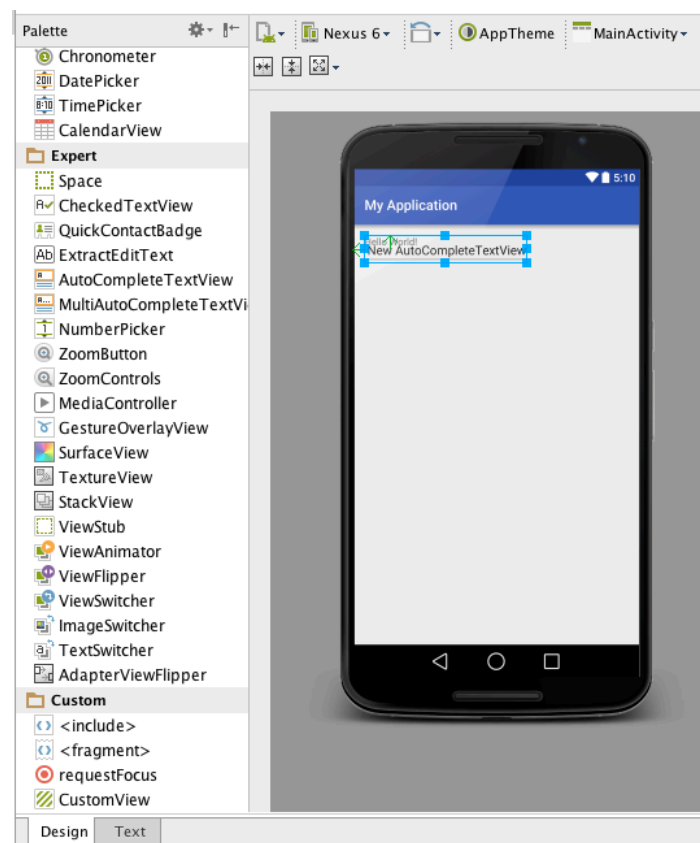 Palette
Nexus 6
AppTheme
MainActivity
Chronometer
DatePicker
TimePicker
CalendarView
Expert
Space
CheckedTextView
QuickContactBadge
ExtractEditText
AutoCompleteTextView
MultiAutoCompleteTextVi
NumberPicker
ZoomButton
ZoomControls
MediaController
GestureOverlayView
SurfaceView
TextureView
StackView
ViewStub
ViewAnimator
ViewFlipper
ViewSwitcher
ImageSwitcher
TextSwitcher
AdapterViewFlipper
Custom
<include>
<fragment>
requestFocus
CustomView
Design Text
5:10
My Application
Hello World!
New AutoCompleteTextView